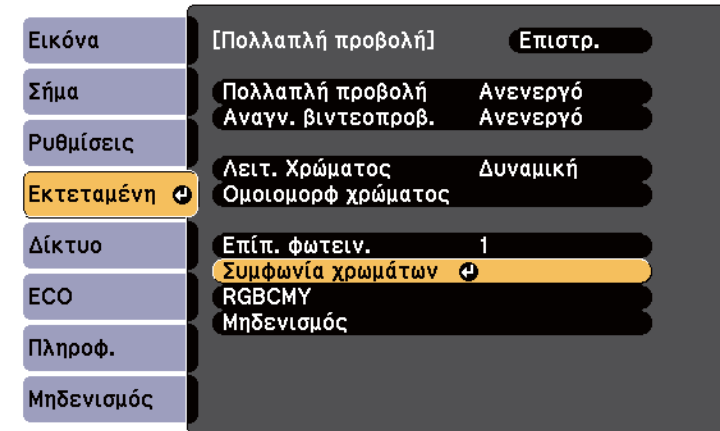 Εικόνα
Σήμα
Ρυθμίσεις
Εκτεταμένη
Δίκτυο
ECO
Πληροφ.
Μηδενισμός
[Πολλαπλή προβολή] Επιστρ.
Πολλαπλή προβολή Ανενεργό
Αναγν. βιντεοπροβ. Ανενεργό
Λειτ. Χρώματος Δυναμική
Ομοιομορφ χρώματος
Επίπ. φωτειν. 1
Συμφωνία χρωμάτων
RGBCMY
Μηδενισμός